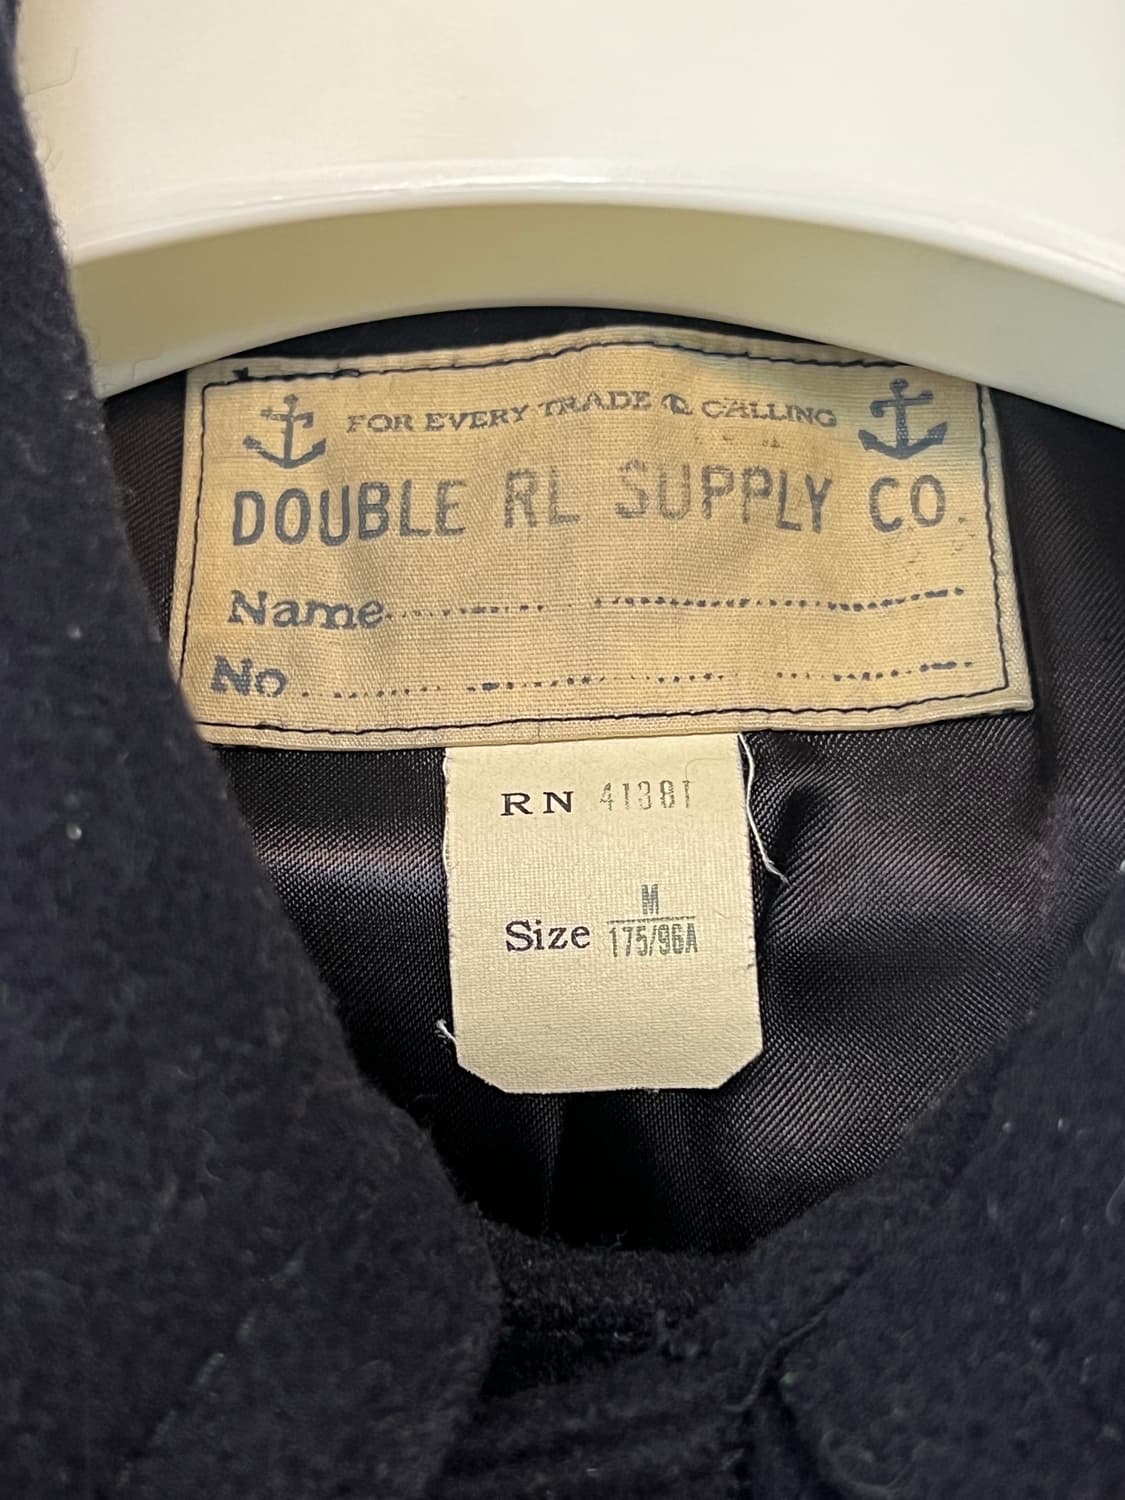 FOR EVERY TRADE & CALLING
DOUBLE RL SUPPLY CO.
Name
No
RN 41381
Size M
175/96A